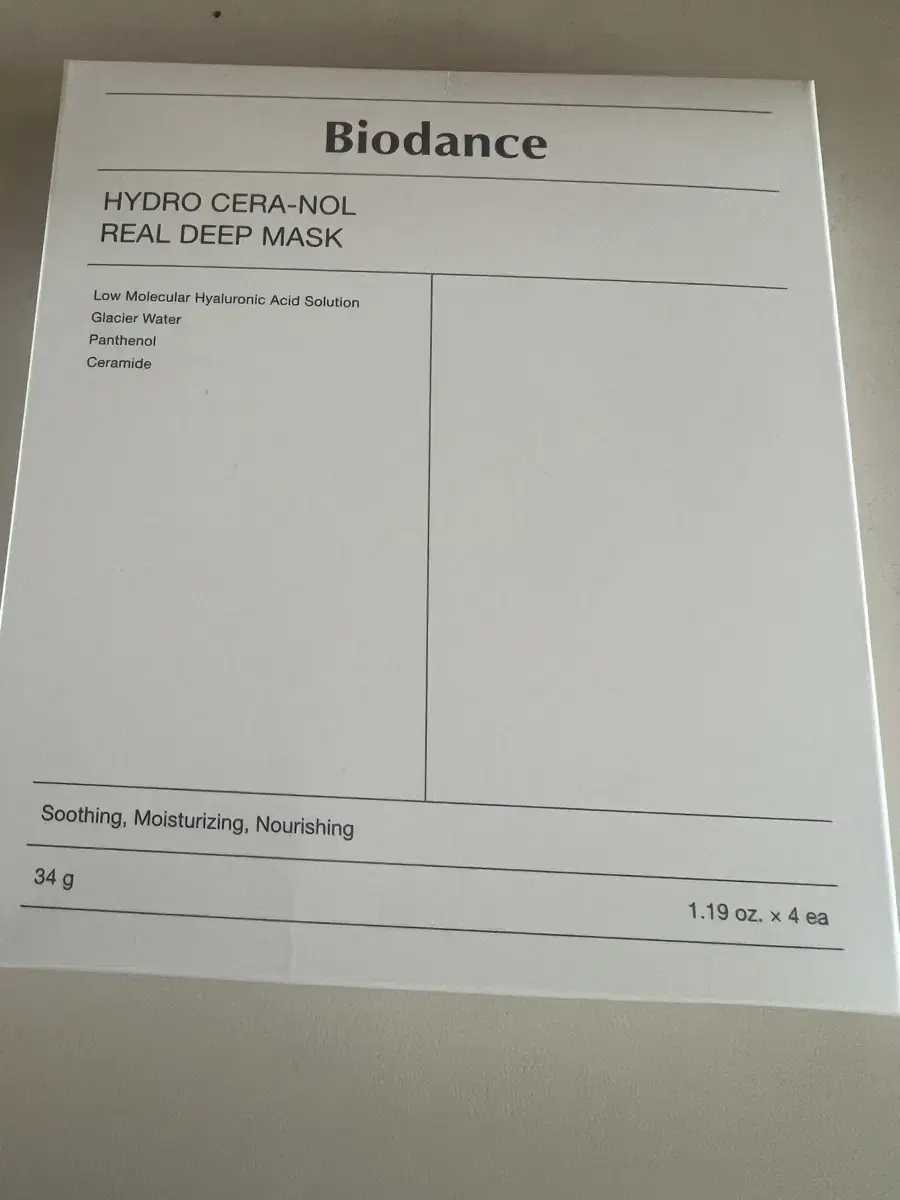 Biodance
HYDRO CERA-NOL
REAL DEEP MASK
Low Molecular Hyaluronic Acid Solution
Glacier Water
Panthenol
Ceramide
Soothing, Moisturizing, Nourishing
34 g
1.19 oz. × 4 ea